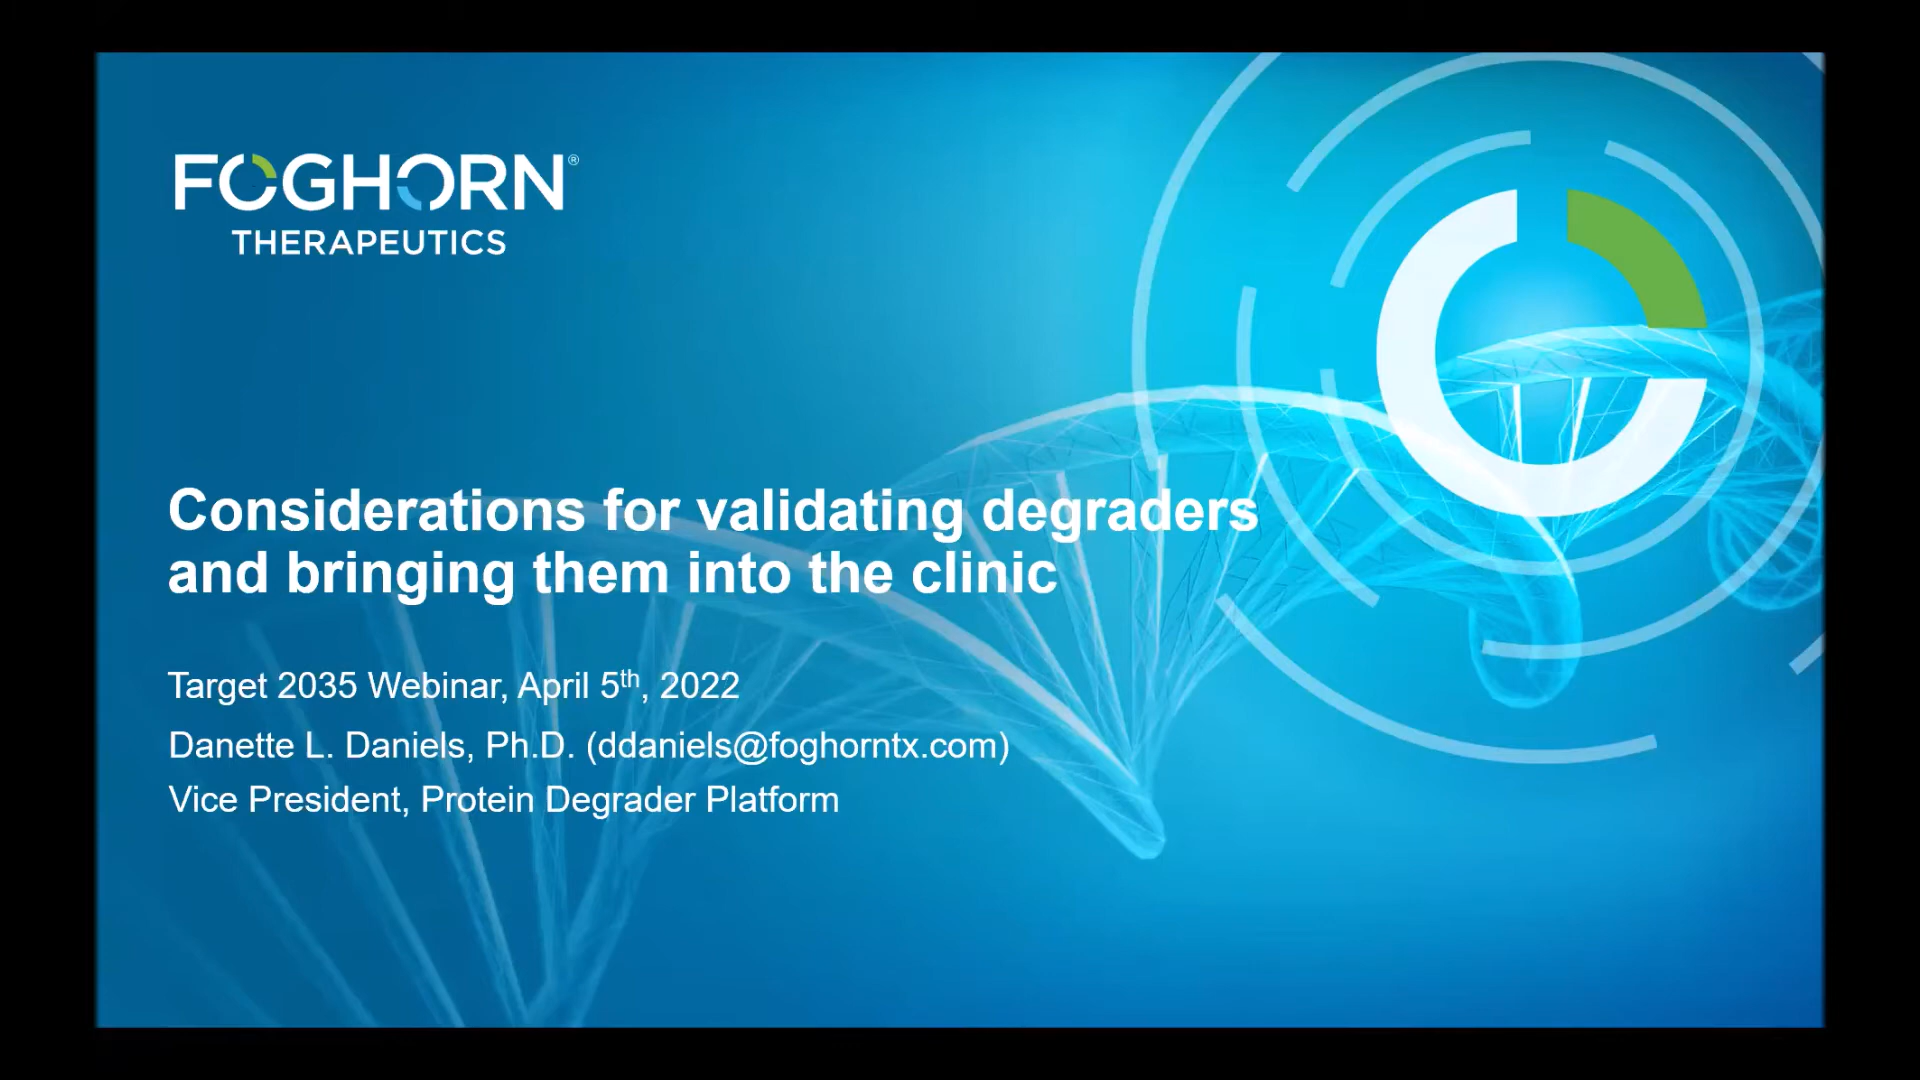 FOGHORN®
THERAPEUTICS
Considerations for validating degraders
and bringing them into the clinic
Target 2035 Webinar, April 5th, 2022
Danette L. Daniels, Ph.D. (ddaniels@foghorntx.com)
Vice President, Protein Degrader Platform